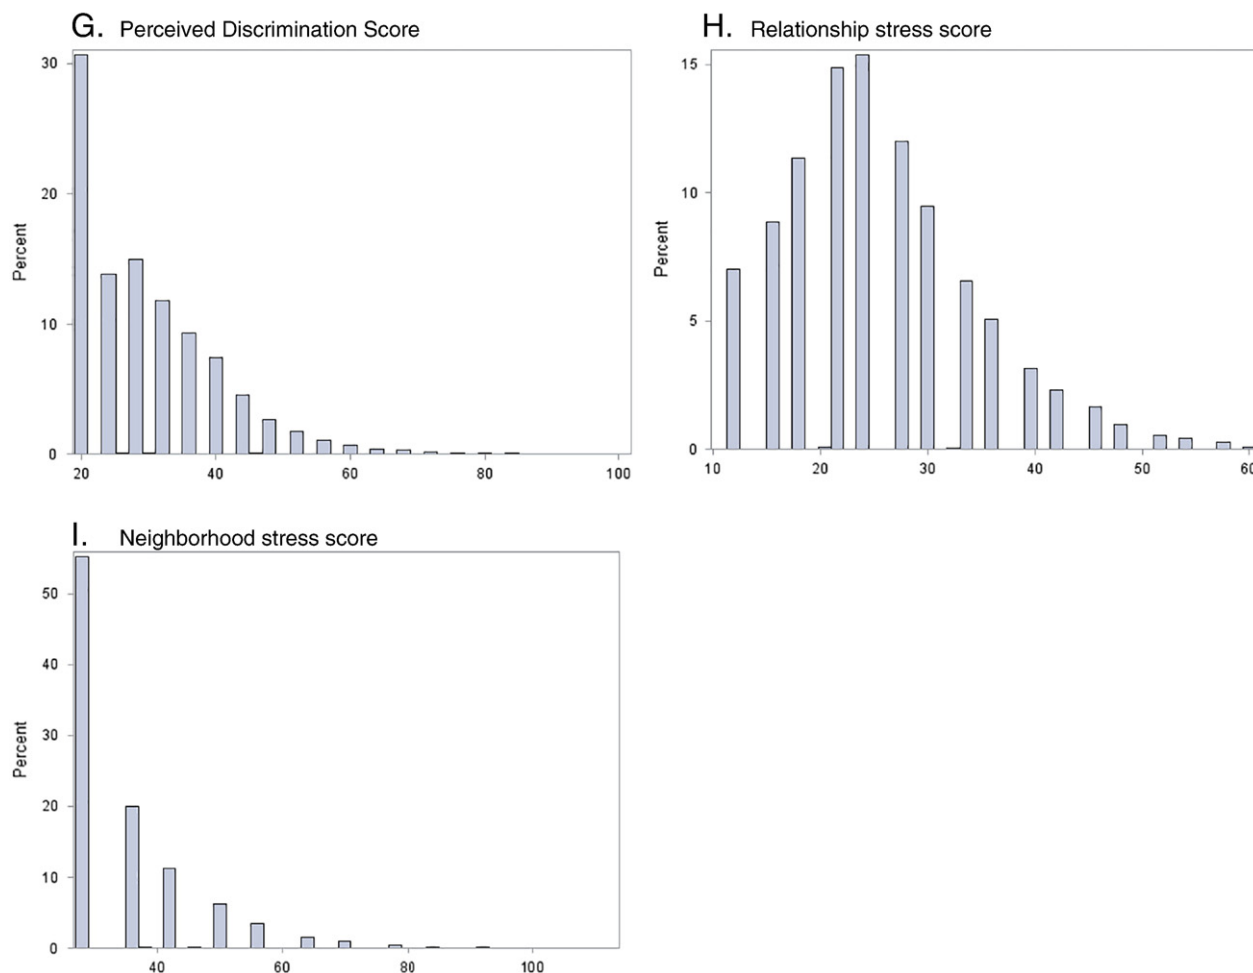 G. Perceived Discrimination Score
30
20
10
0
Percent
20 40 60 80 100
H. Relationship stress score
15
10
5
0
Percent
10 20 30 40 50 60
I. Neighborhood stress score
50
40
30
20
10
0
Percent
40 60 80 100